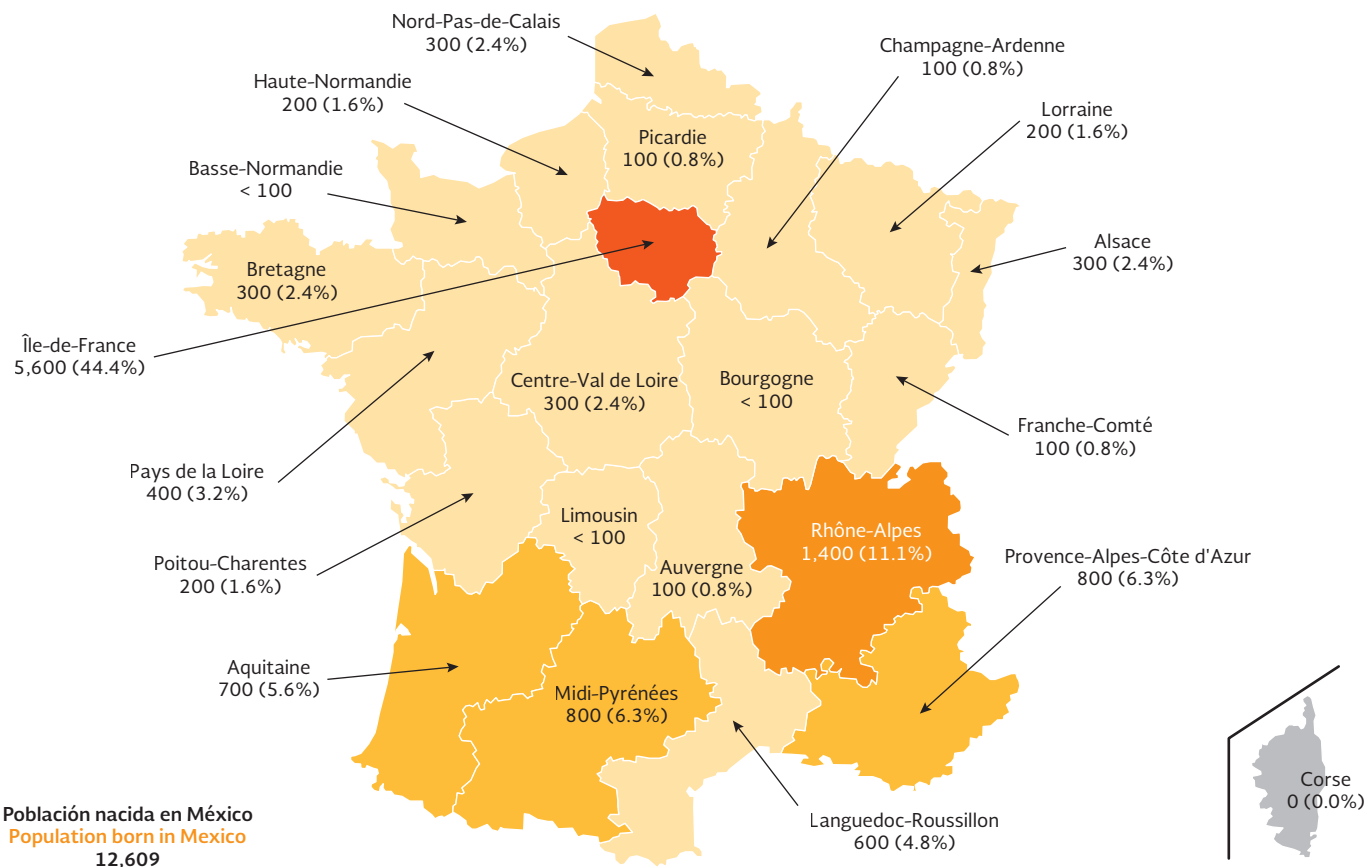 Nord-Pas-de-Calais
300 (2.4%)
Champagne-Ardenne
100 (0.8%)
Haute-Normandie
200 (1.6%)
Lorraine
200 (1.6%)
Picardie
100 (0.8%)
Basse-Normandie
< 100
Alsace
300 (2.4%)
Bretagne
300 (2.4%)
Île-de-France
5,600 (44.4%)
Centre-Val de Loire
300 (2.4%)
Bourgogne
< 100
Franche-Comté
100 (0.8%)
Pays de la Loire
400 (3.2%)
Limousin
< 100
Rhône-Alpes
1,400 (11.1%)
Provence-Alpes-Côte d'Azur
800 (6.3%)
Poitou-Charentes
200 (1.6%)
Auvergne
100 (0.8%)
Aquitaine
700 (5.6%)
Midi-Pyrénées
800 (6.3%)
Corse
0 (0.0%)
Languedoc-Roussillon
600 (4.8%)
Población nacida en México
Population born in Mexico
12,609